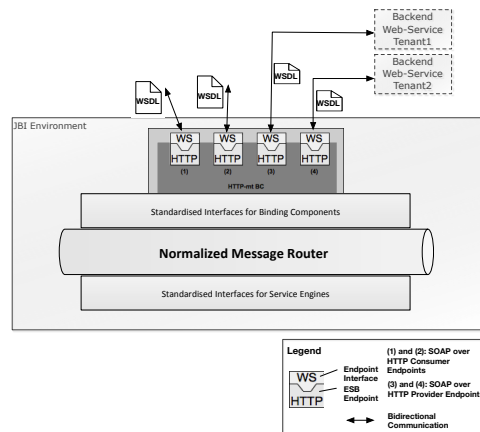 Backend
Web-Service
Tenant1
Backend
Web-Service
Tenant2
WSDL
WSDL
WSDL
WSDL
JBI Environment
WS
WS
WS
WS
HTTP
HTTP
HTTP
HTTP
(1)
(2)
(3)
(4)
HTTP-mt BC
Standardised Interfaces for Binding Components
Normalized Message Router
Standardised Interfaces for Service Engines
Legend
WS
HTTP
Endpoint
Interface
ESB
Endpoint
(1) and (2): SOAP over
HTTP Consumer
Endpoints
(3) and (4): SOAP over
HTTP Provider Endpoint
Bidirectional
Communication